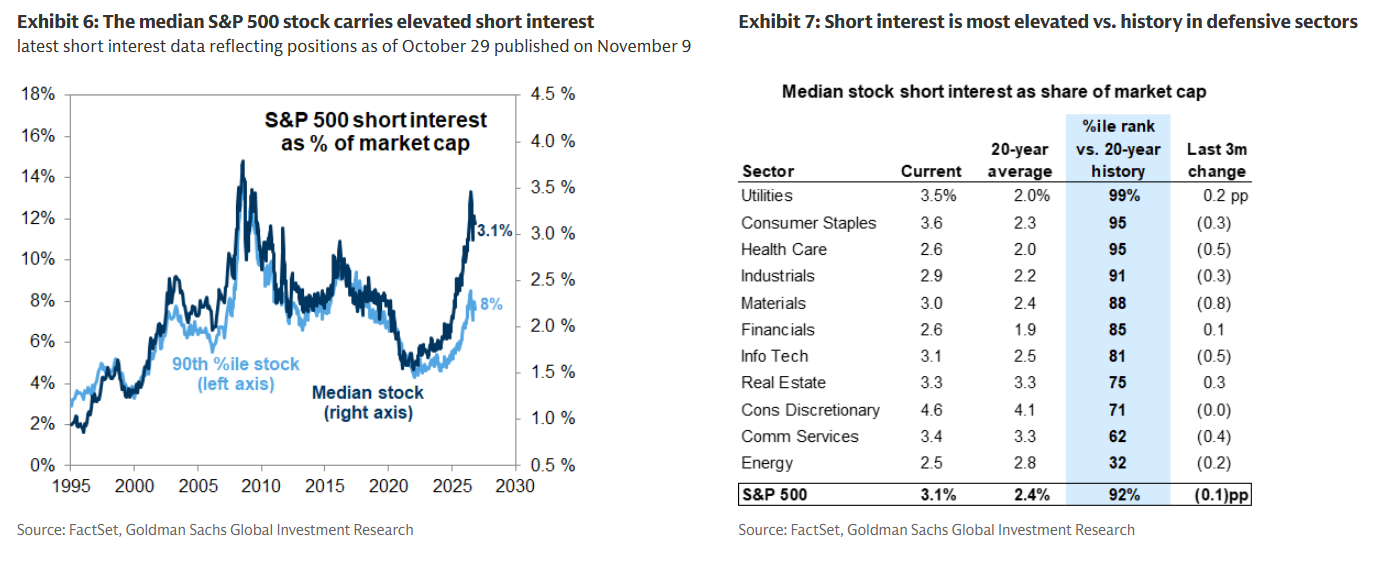 Exhibit 6: The median S&P 500 stock carries elevated short interest
latest short interest data reflecting positions as of October 29 published on November 9
18%
16%
14%
12%
10%
8%
6%
4%
2%
0%
S&P 500 short interest
as % of market cap
4.5 %
4.0 %
3.5 %
3.0 %
2.5 %
2.0 %
1.5 %
1.0 %
0.5 %
3.1%
8%
90th %ile stock
(left axis)
Median stock
(right axis)
1995 2000 2005 2010 2015 2020 2025 2030
Source: FactSet, Goldman Sachs Global Investment Research
Exhibit 7: Short interest is most elevated vs. history in defensive sectors
Median stock short interest as share of market cap
%ile rank
20-year vs. 20-year Last 3m
Sector Current average history change
Utilities 3.5% 2.0% 99% 0.2 pp
Consumer Staples 3.6 2.3 95 (0.3)
Health Care 2.6 2.0 95 (0.5)
Industrials 2.9 2.2 91 (0.3)
Materials 3.0 2.4 88 (0.8)
Financials 2.6 1.9 85 0.1
Info Tech 3.1 2.5 81 (0.5)
Real Estate 3.3 3.3 75 0.3
Cons Discretionary 4.6 4.1 71 (0.0)
Comm Services 3.4 3.3 62 (0.4)
Energy 2.5 2.8 32 (0.2)
S&P 500 3.1% 2.4% 92% (0.1)pp
Source: FactSet, Goldman Sachs Global Investment Research